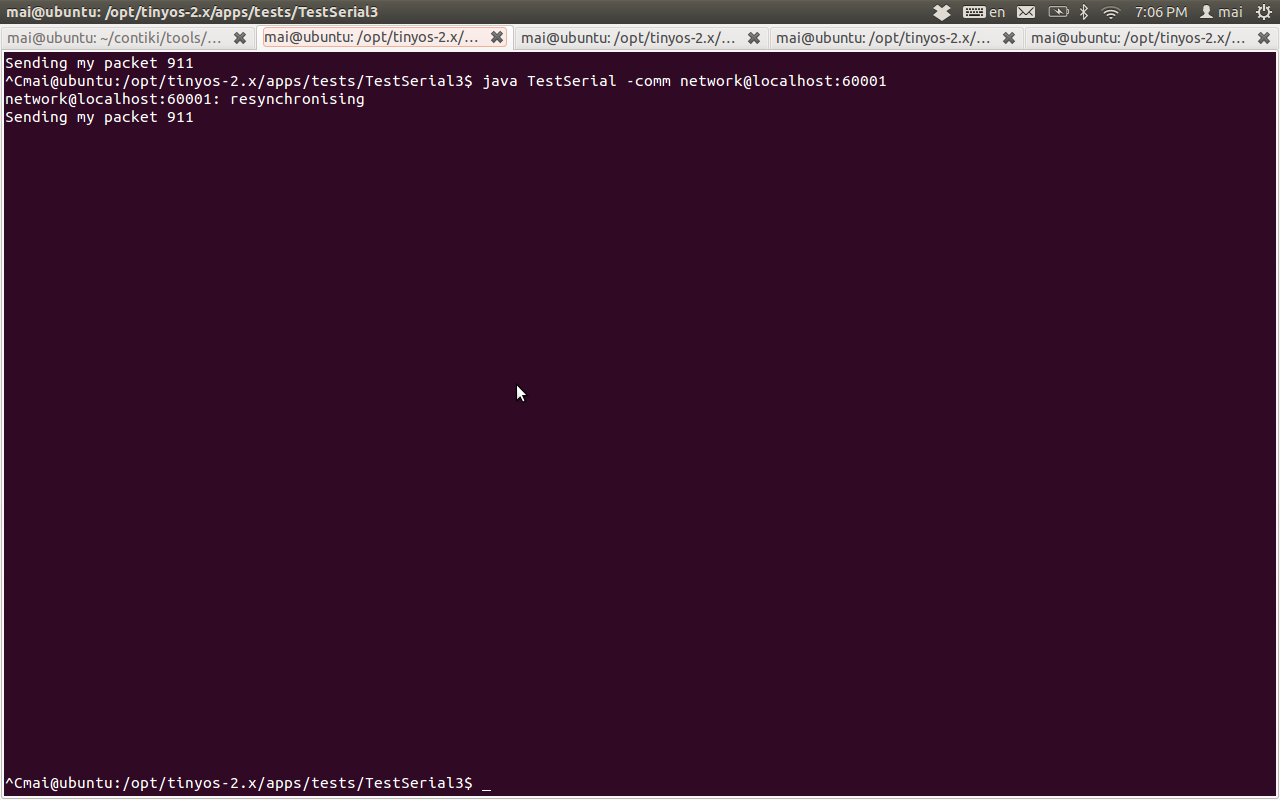 mai@ubuntu: /opt/tinyos-2.x/apps/tests/TestSerial3
en
7:06 PM
mai
mai@ubuntu: ~/contiki/tools/...
mai@ubuntu: /opt/tinyos-2.x/...
mai@ubuntu: /opt/tinyos-2.x/...
mai@ubuntu: /opt/tinyos-2.x/...
mai@ubuntu: /opt/tinyos-2.x/...
Sending my packet 911
^Cmai@ubuntu:/opt/tinyos-2.x/apps/tests/TestSerial3$ java TestSerial -comm network@localhost:60001
network@localhost:60001: resynchronising
Sending my packet 911
^Cmai@ubuntu:/opt/tinyos-2.x/apps/tests/TestSerial3$ _